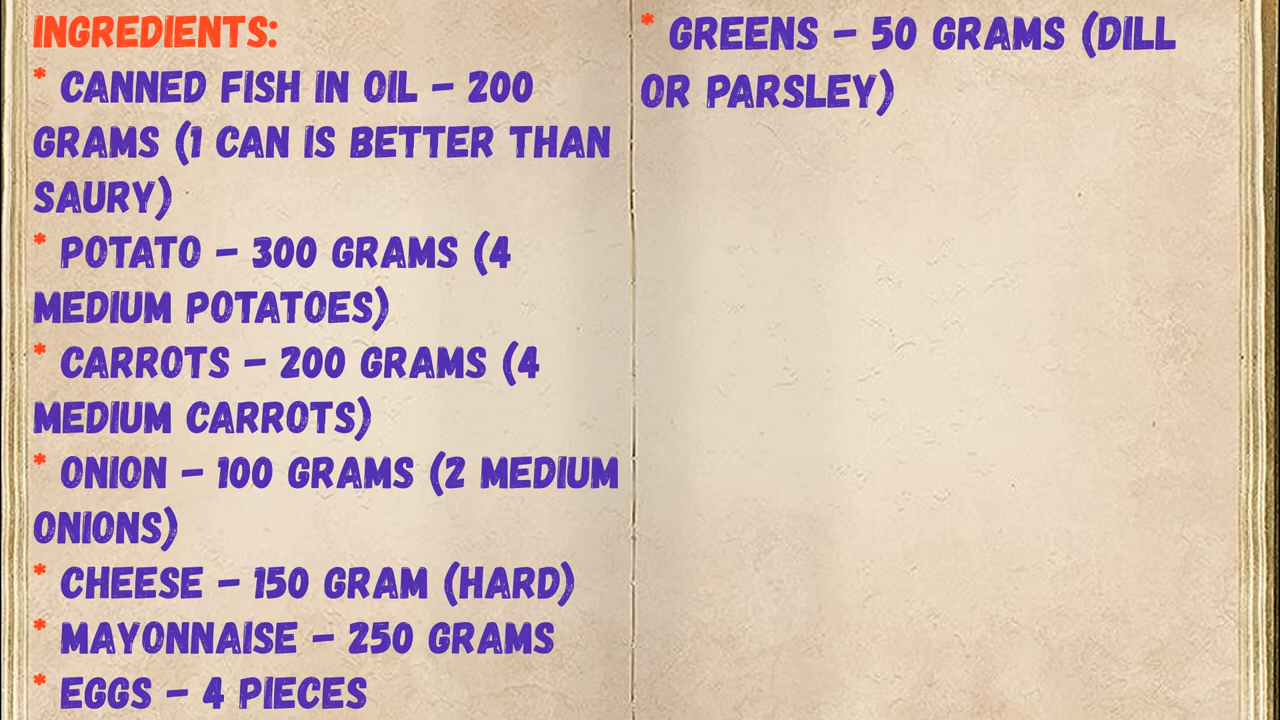 INGREDIENTS:
* CANNED FISH IN OIL – 200
GRAMS (1 CAN IS BETTER THAN
SAURY)
* POTATO – 300 GRAMS (4
MEDIUM POTATOES)
* CARROTS – 200 GRAMS (4
MEDIUM CARROTS)
* ONION – 100 GRAMS (2 MEDIUM
ONIONS)
* CHEESE – 150 GRAM (HARD)
* MAYONNAISE – 250 GRAMS
* EGGS – 4 PIECES
* GREENS – 50 GRAMS (DILL
OR PARSLEY)